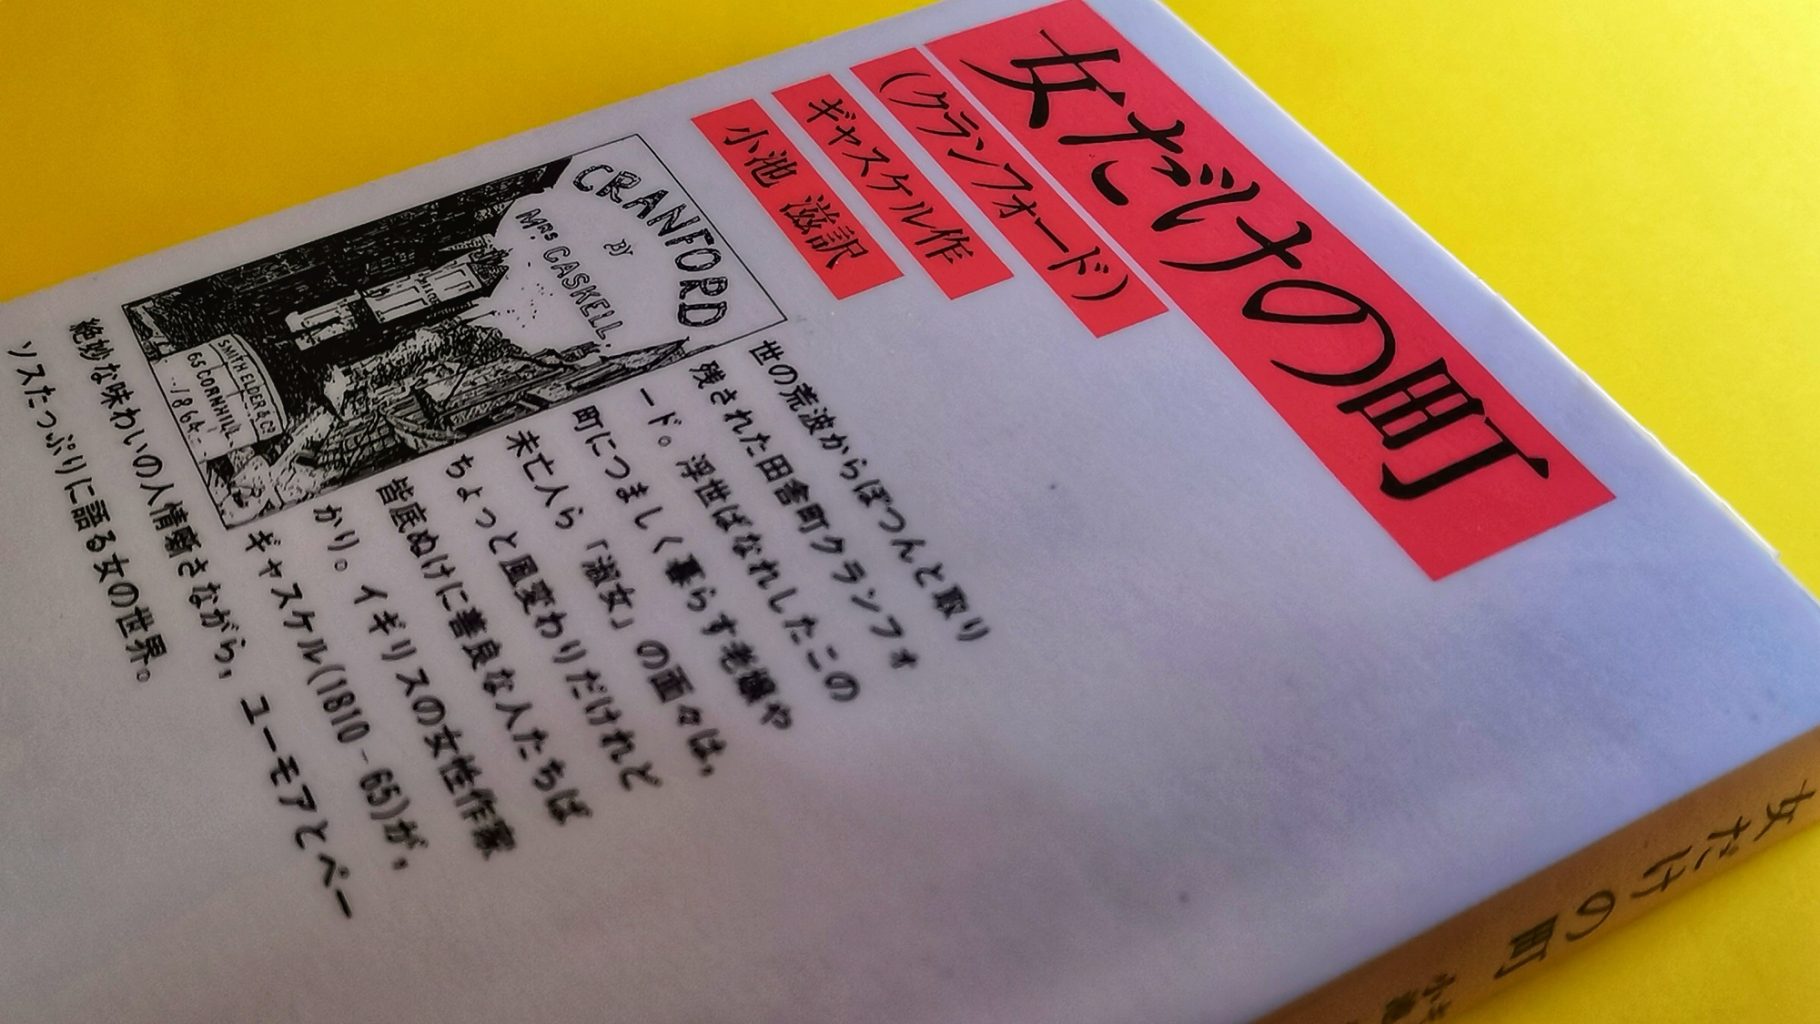 女だけの町
(クランフォード)
ギャスケル作
小池 滋訳
CRANFORD
BY
MRS GASKELL
SMITH ELDER & Co
65 CORNHILL
1864
世の荒波からぽつんと取り
残された田舎町クランフォ
ード。浮世ばなれしたこの
町につましく暮らす老嬢や
未亡人ら「淑女」の面々は,
ちょっと風変わりだけれど
皆底ぬけに善良な人たちば
かり。イギリスの女性作家
ギャスケル(1810-65)が,
絶妙な味わいの人情噺さながら, ユーモアとペー
ソスたっぷりに語る女の世界。
女だけの町